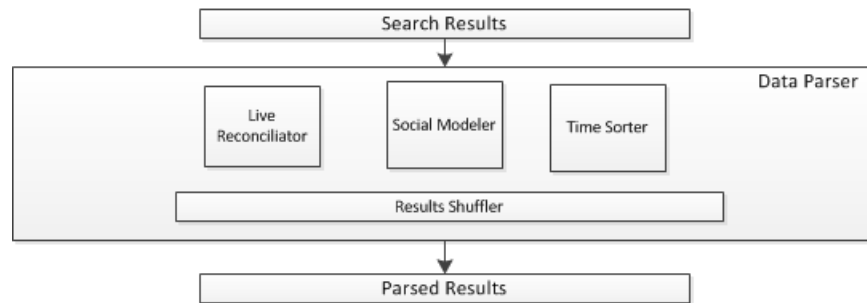 Search Results
Data Parser
Live
Reconciliator
Social Modeler
Time Sorter
Results Shuffler
Parsed Results